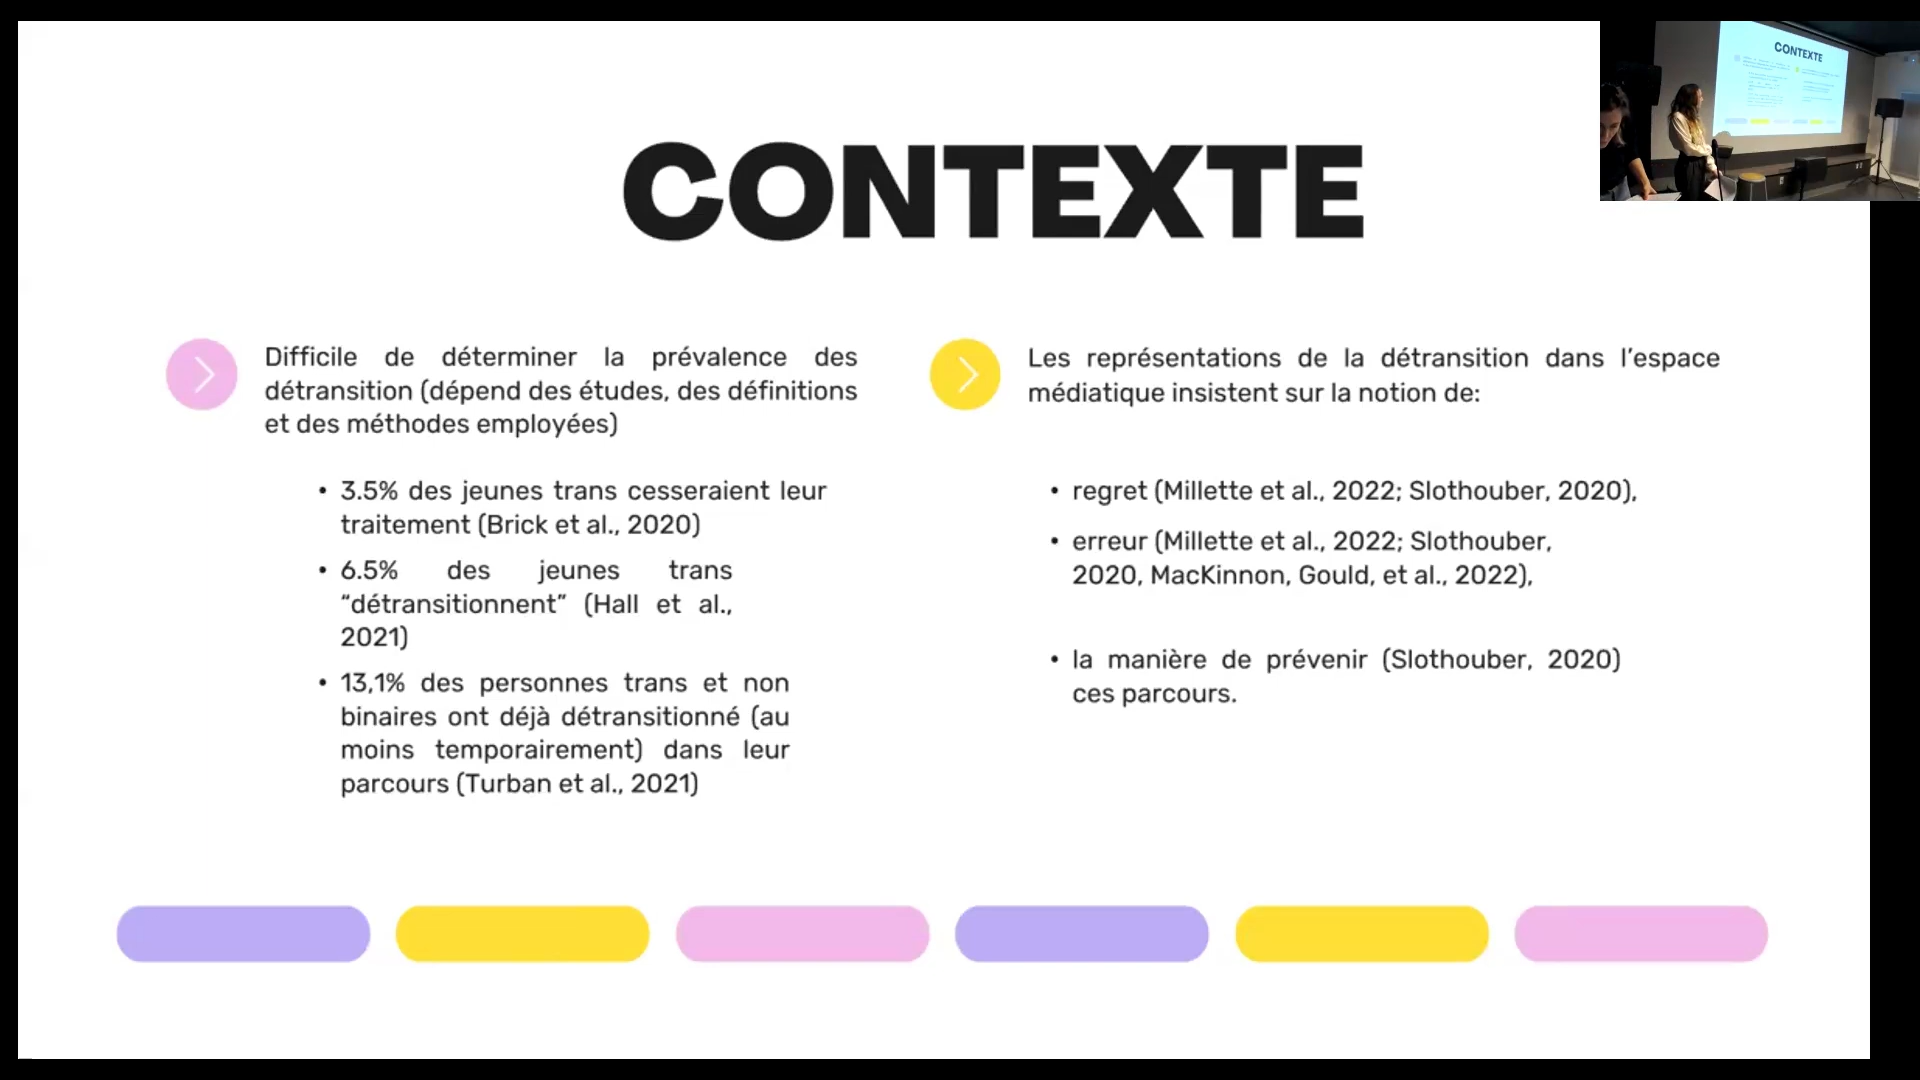 CONTEXTE
Difficile de déterminer la prévalence des
détransition (dépend des études, des définitions
et des méthodes employées)
• 3.5% des jeunes trans cesseraient leur
traitement (Brick et al., 2020)
• 6.5% des jeunes trans
“détransitionnent” (Hall et al.,
2021)
• 13,1% des personnes trans et non
binaires ont déjà détransitionné (au
moins temporairement) dans leur
parcours (Turban et al., 2021)
Les représentations de la détransition dans l’espace
médiatique insistent sur la notion de:
• regret (Millette et al., 2022; Slothouber, 2020),
• erreur (Millette et al., 2022; Slothouber,
2020, MacKinnon, Gould, et al., 2022),
• la manière de prévenir (Slothouber, 2020)
ces parcours.
CONTEXTE